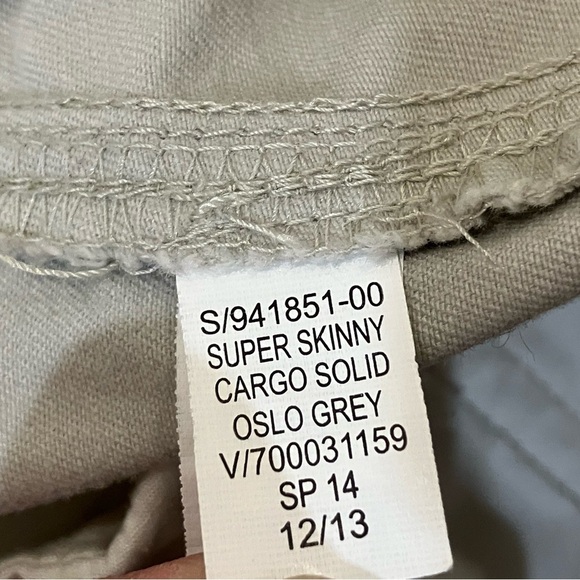 S/941851-00
SUPER SKINNY
CARGO SOLID
OSLO GREY
V/700031159
SP 14
12/13